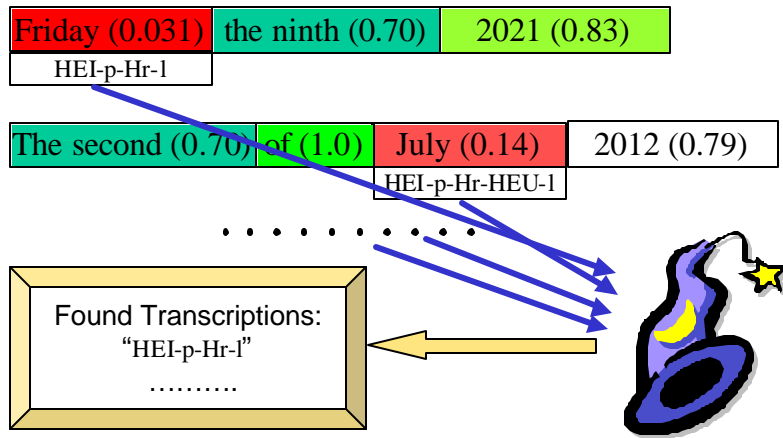 Friday (0.031) the ninth (0.70) 2021 (0.83)
HEI-p-Hr-l
The second (0.70) of (1.0) July (0.14) 2012 (0.79)
HEI-p-Hr-HEU-l
. . . . . . . . . .
Found Transcriptions:
“HEI-p-Hr-l”
……….